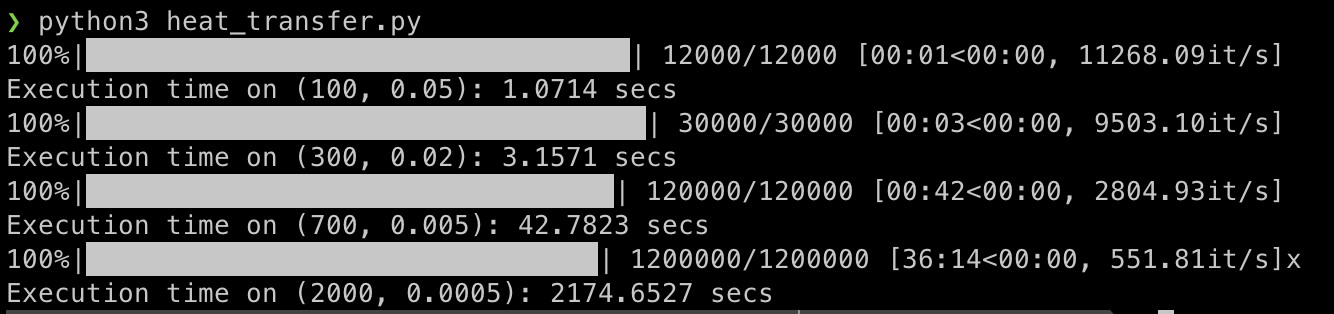 ❯ python3 heat_transfer.py
100%|██████████████████████████████████| 12000/12000 [00:01<00:00, 11268.09it/s]
Execution time on (100, 0.05): 1.0714 secs
100%|███████████████████████████████████| 30000/30000 [00:03<00:00, 9503.10it/s]
Execution time on (300, 0.02): 3.1571 secs
100%|█████████████████████████████████| 120000/120000 [00:42<00:00, 2804.93it/s]
Execution time on (700, 0.005): 42.7823 secs
100%|████████████████████████████████| 1200000/1200000 [36:14<00:00, 551.81it/s]x
Execution time on (2000, 0.0005): 2174.6527 secs